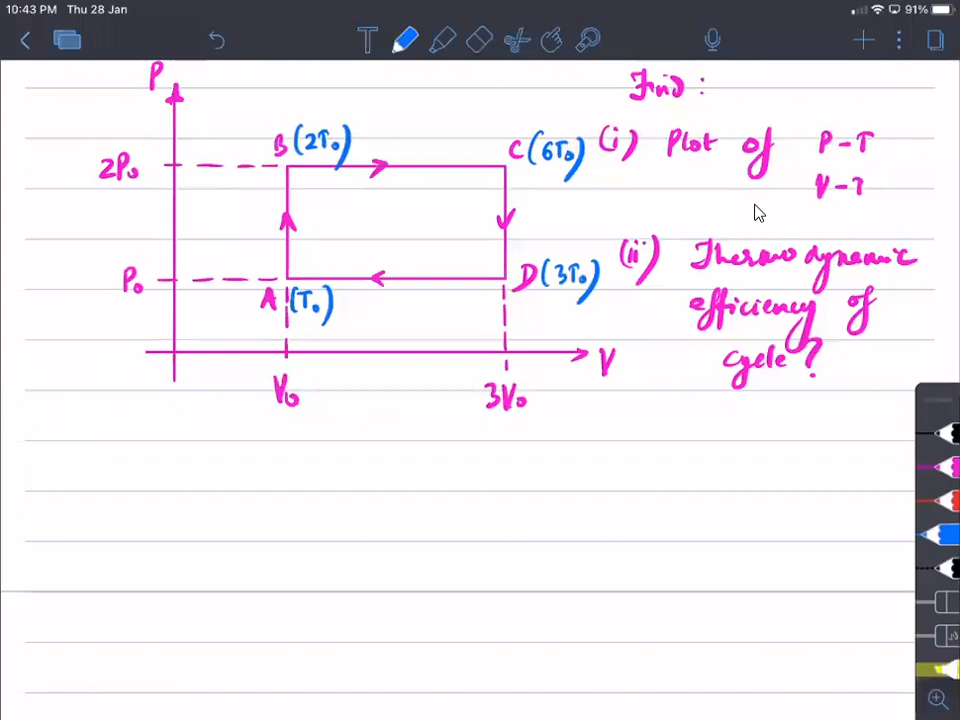 10:43 PM Thu 28 Jan
91%
T
P
Find :
B (2T₀)
C (6T₀)
(i) Plot of P-T
V-T
2P₀
(ii) Thermodynamic
efficiency of
cycle ?
P₀
A (T₀)
D (3T₀)
V
V₀
3V₀